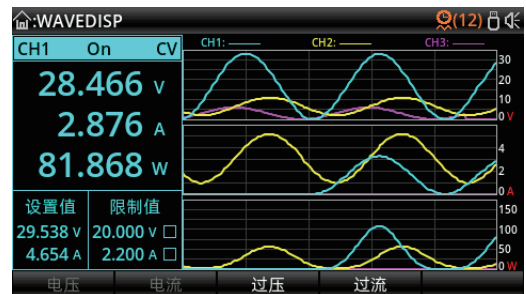 :WAVEDISP (12)
CH1 On CV
28.466 V
2.876 A
81.868 W
设置值 限制值
29.538 V 20.000 V
4.654 A 2.200 A
CH1: CH2: CH3:
30
20
10
0 V
4
2
0 A
150
100
50
0 W
电压 电流 过压 过流